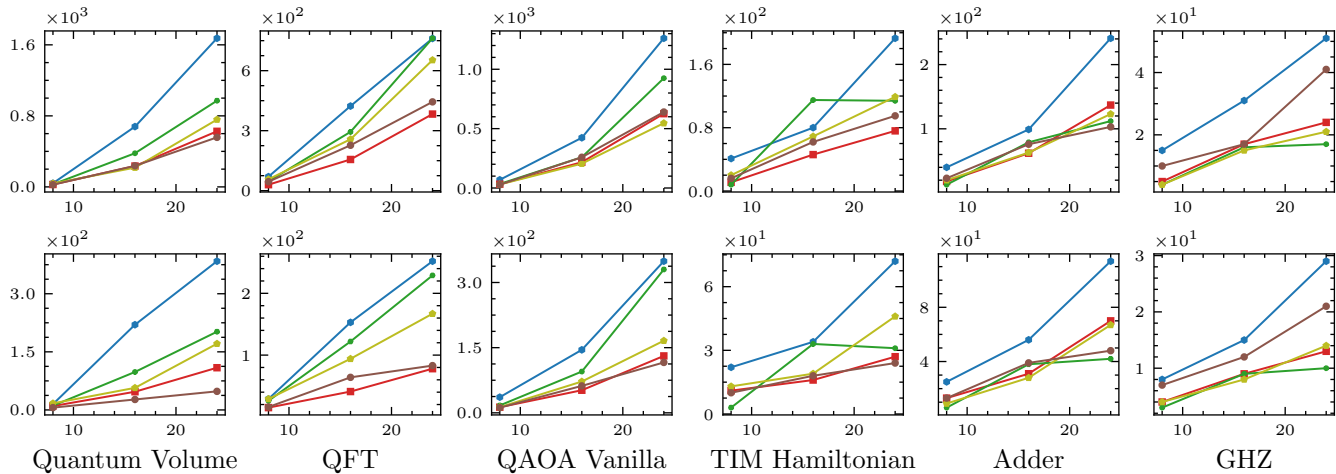 ×10³ ×10² ×10³ ×10² ×10² ×10¹
1.6 0.8 0.0 10 20
6 3 0 10 20
1.0 0.5 0.0 10 20
1.6 0.8 0.0 10 20
2 1 10 20
4 2 10 20
×10² ×10² ×10² ×10¹ ×10¹ ×10¹
3.0 1.5 0.0 10 20
2 1 10 20
3.0 1.5 0.0 10 20
6 3 0 10 20
8 4 10 20
3 2 1 10 20
Quantum Volume QFT QAOA Vanilla TIM Hamiltonian Adder GHZ